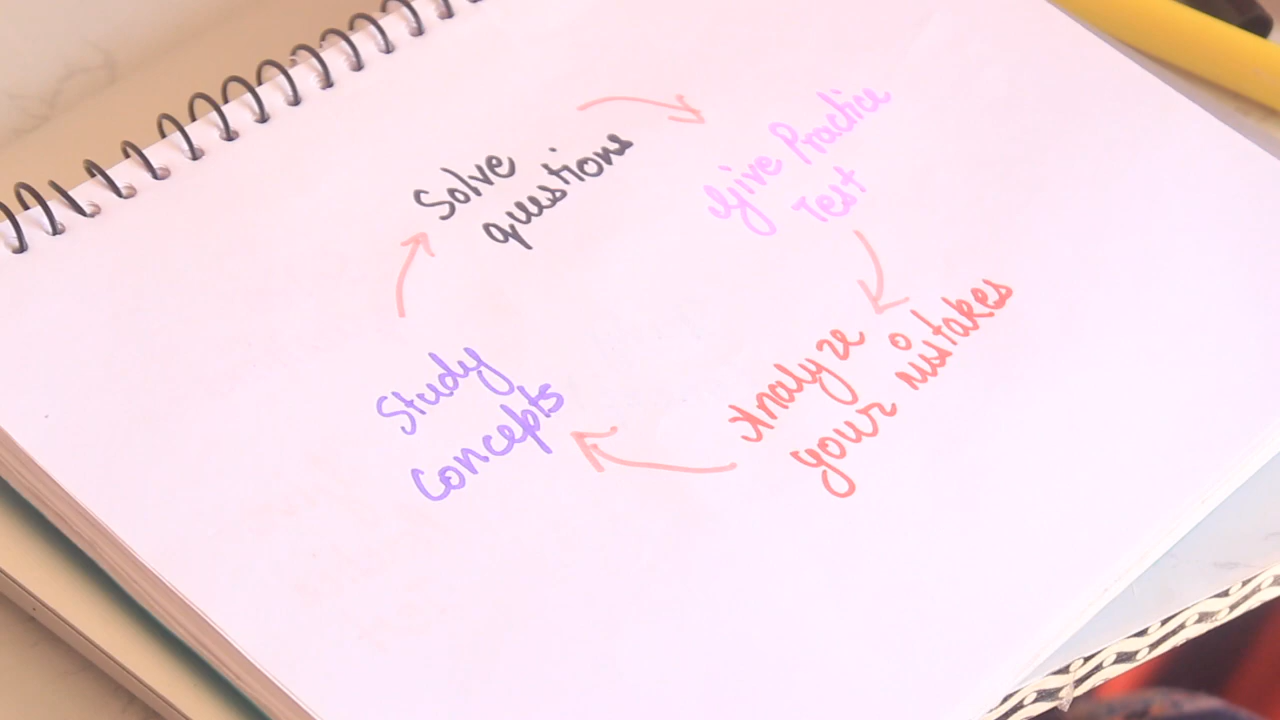 Solve
questions
Give Practice
Test
Analyze
your mistakes
Study
concepts